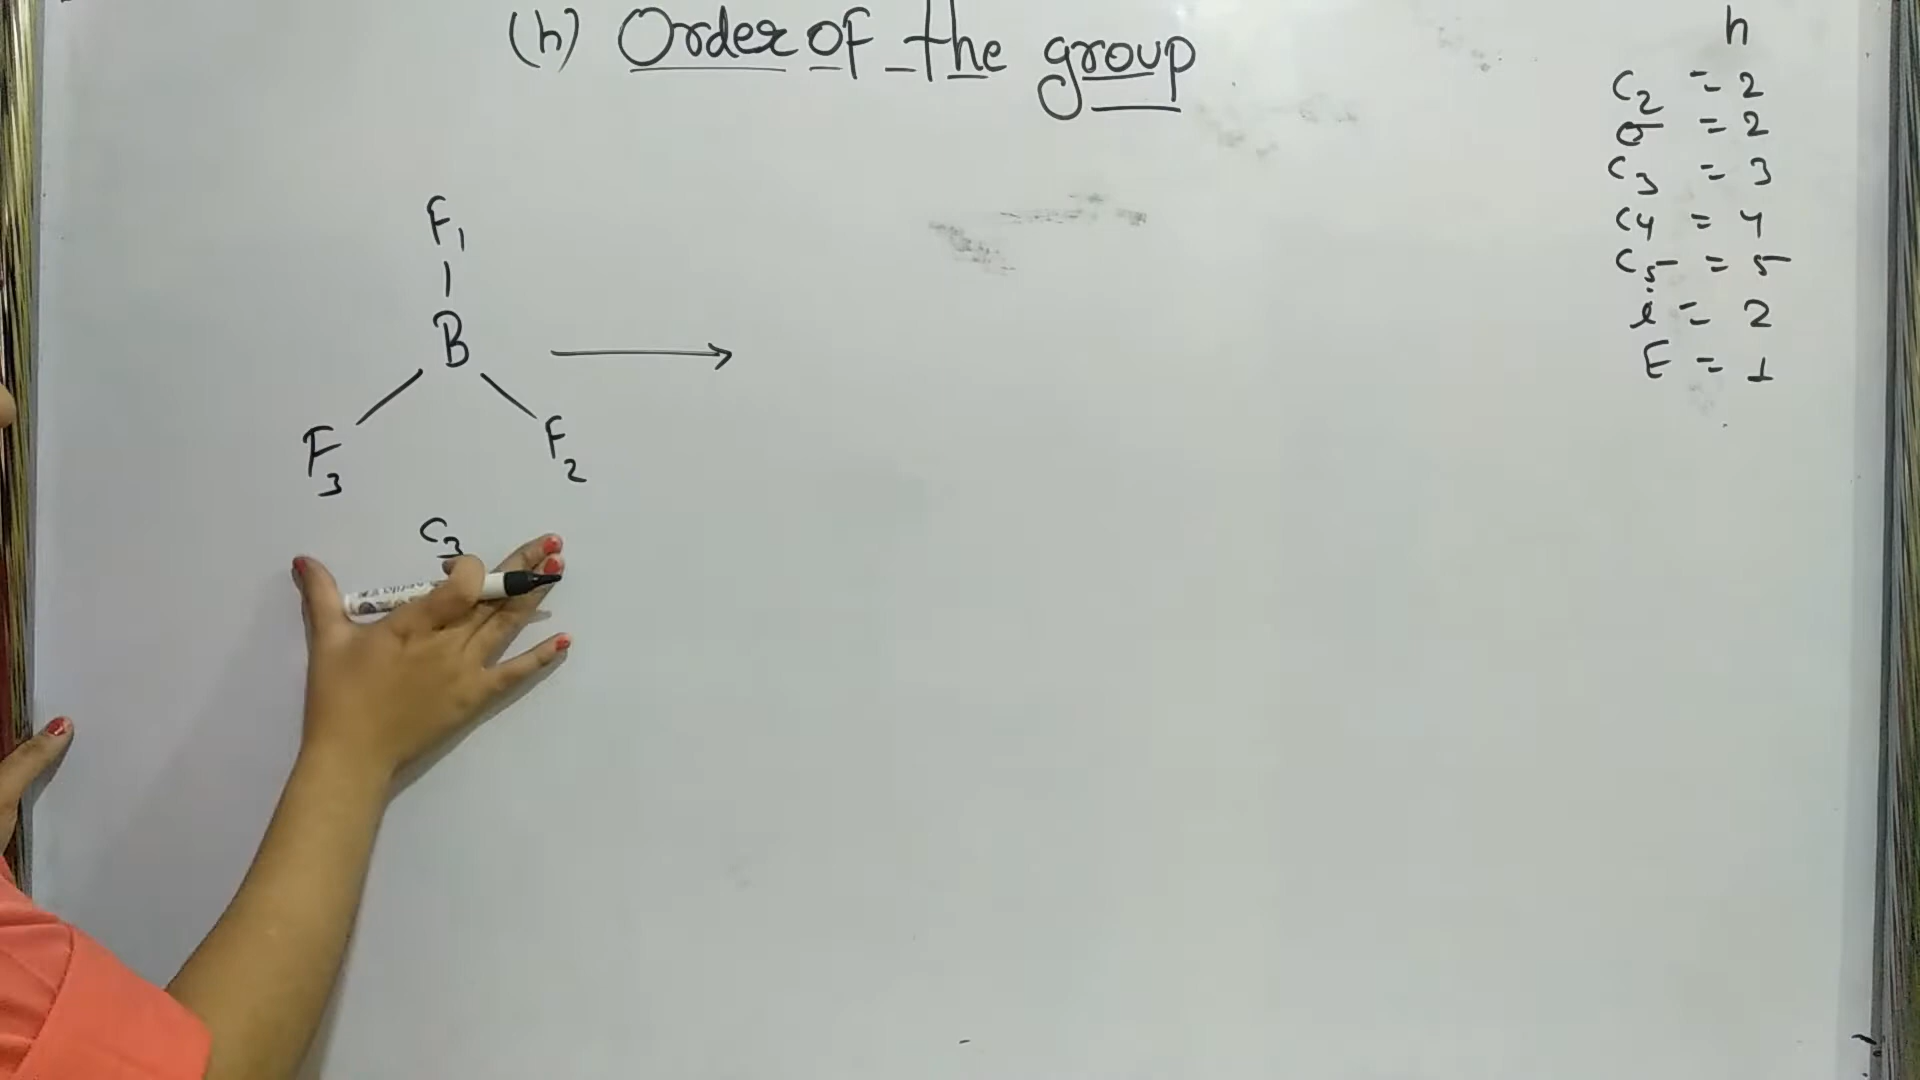 (h) Order of the group
F1
B
F3
F2
C3
h
C2 = 2
σ = 2
C3 = 3
C4 = 4
C5 = 5
i = 2
E = 1